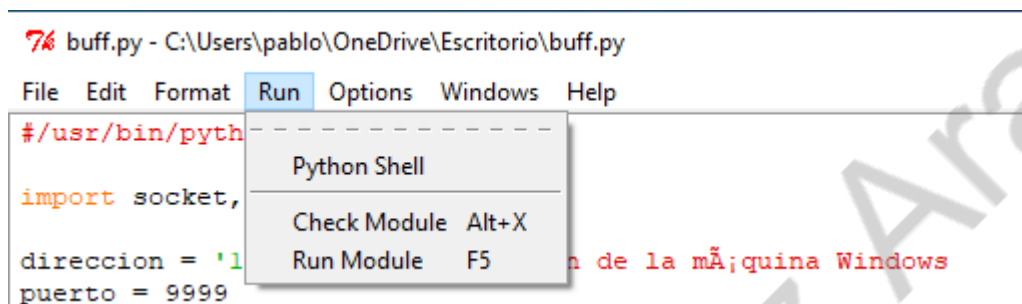 buff.py - C:\Users\pablo\OneDrive\Escritorio\buff.py
File Edit Format Run Options Windows Help
#/usr/bin/pyth
Python Shell
import socket,
Check Module Alt+X
direccion = '1
Run Module F5
n de la mÃ¡quina Windows
puerto = 9999